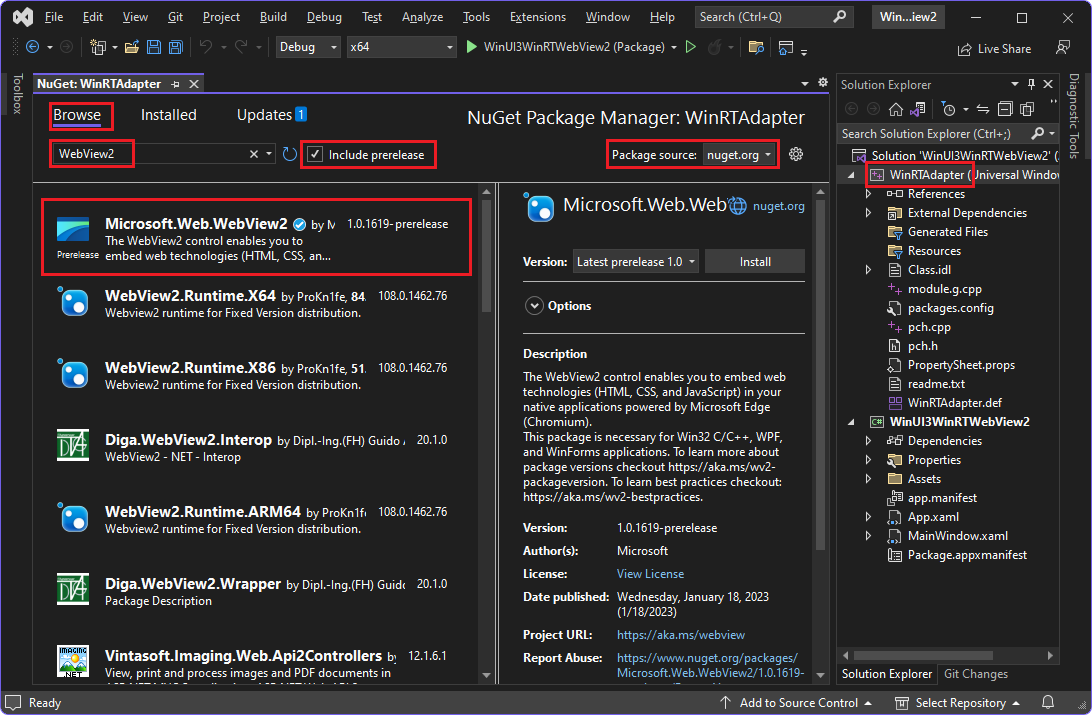 File Edit View Git Project Build Debug Test Analyze Tools Extensions Window Help Search (Ctrl+Q) Win...iew2
Debug x64 WinUI3WinRTWebView2 (Package) Live Share
Toolbox
NuGet: WinRTAdapter
Browse Installed Updates 1
NuGet Package Manager: WinRTAdapter
WebView2 Include prerelease
Package source: nuget.org
Microsoft.Web.WebView2 by M 1.0.1619-prerelease
The WebView2 control enables you to
embed web technologies (HTML, CSS, an...
Prerelease
WebView2.Runtime.X64 by ProKn1fe, 84. 108.0.1462.76
Webview2 runtime for Fixed Version distribution.
WebView2.Runtime.X86 by ProKn1fe, 51. 108.0.1462.76
Webview2 runtime for Fixed Version distribution.
Diga.WebView2.Interop by Dipl.-Ing.(FH) Guido 20.1.0
WebView2 - NET - Interop
WebView2.Runtime.ARM64 by ProKn1fe 108.0.1462.76
Webview2 runtime for Fixed Version distribution.
Diga.WebView2.Wrapper by Dipl.-Ing.(FH) Guido 20.1.0
Package Description
IMAGING
.NET
Vintasoft.Imaging.Web.Api2Controllers by 12.1.6.1
View, print and process images and PDF documents in
Microsoft.Web.Web nuget.org
Version: Latest prerelease 1.0 Install
Options
Description
The WebView2 control enables you to embed web
technologies (HTML, CSS, and JavaScript) in your
native applications powered by Microsoft Edge
(Chromium).
This package is necessary for Win32 C/C++, WPF,
and WinForms applications. To learn more about
package versions checkout https://aka.ms/wv2-
packageversion. To learn best practices checkout:
https://aka.ms/wv2-bestpractices.
Version: 1.0.1619-prerelease
Author(s): Microsoft
License: View License
Date published: Wednesday, January 18, 2023
(1/18/2023)
Project URL: https://aka.ms/webview
Report Abuse: https://www.nuget.org/packages/
Microsoft.Web.WebView2/1.0.1619-
Solution Explorer
Search Solution Explorer (Ctrl+;)
Solution 'WinUI3WinRTWebView2' (
WinRTAdapter (Universal Window
References
External Dependencies
Generated Files
Resources
Class.idl
module.g.cpp
packages.config
pch.cpp
pch.h
PropertySheet.props
readme.txt
WinRTAdapter.def
C# WinUI3WinRTWebView2
Dependencies
Properties
Assets
app.manifest
App.xaml
MainWindow.xaml
Package.appxmanifest
Solution Explorer Git Changes
Diagnostic Tools
Ready Add to Source Control Select Repository